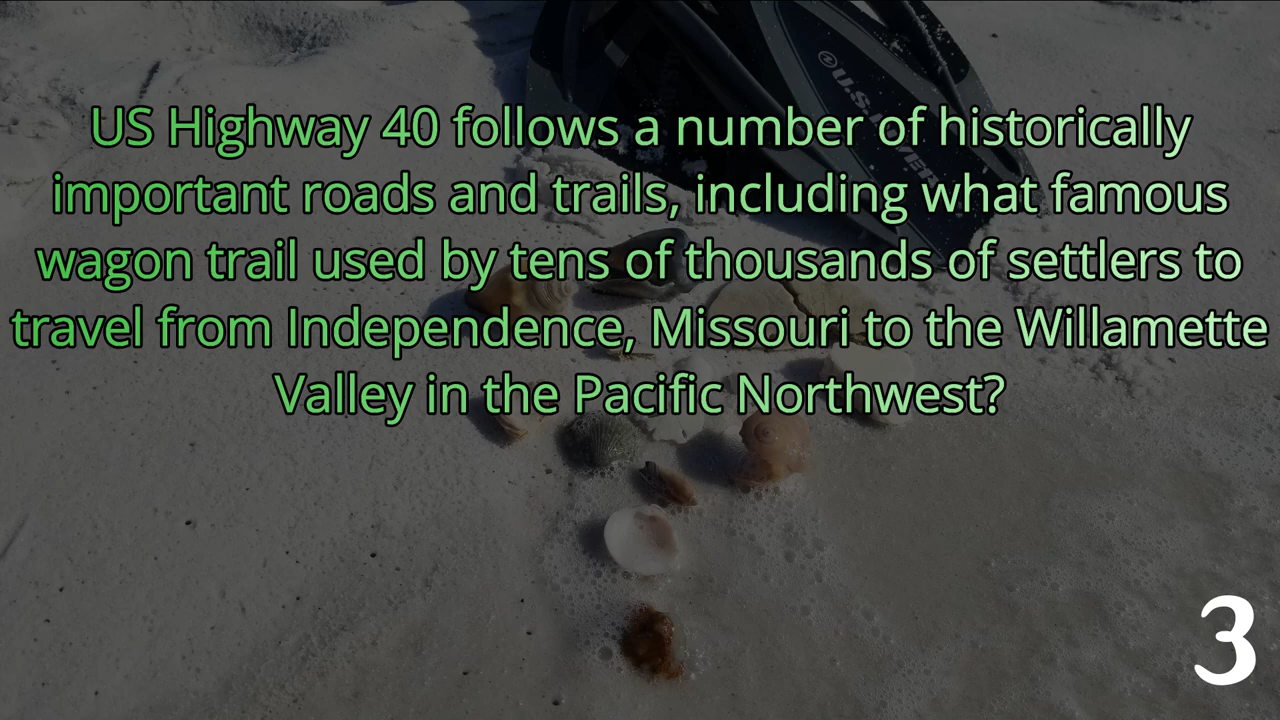 US Highway 40 follows a number of historically
important roads and trails, including what famous
wagon trail used by tens of thousands of settlers to
travel from Independence, Missouri to the Willamette
Valley in the Pacific Northwest?
3